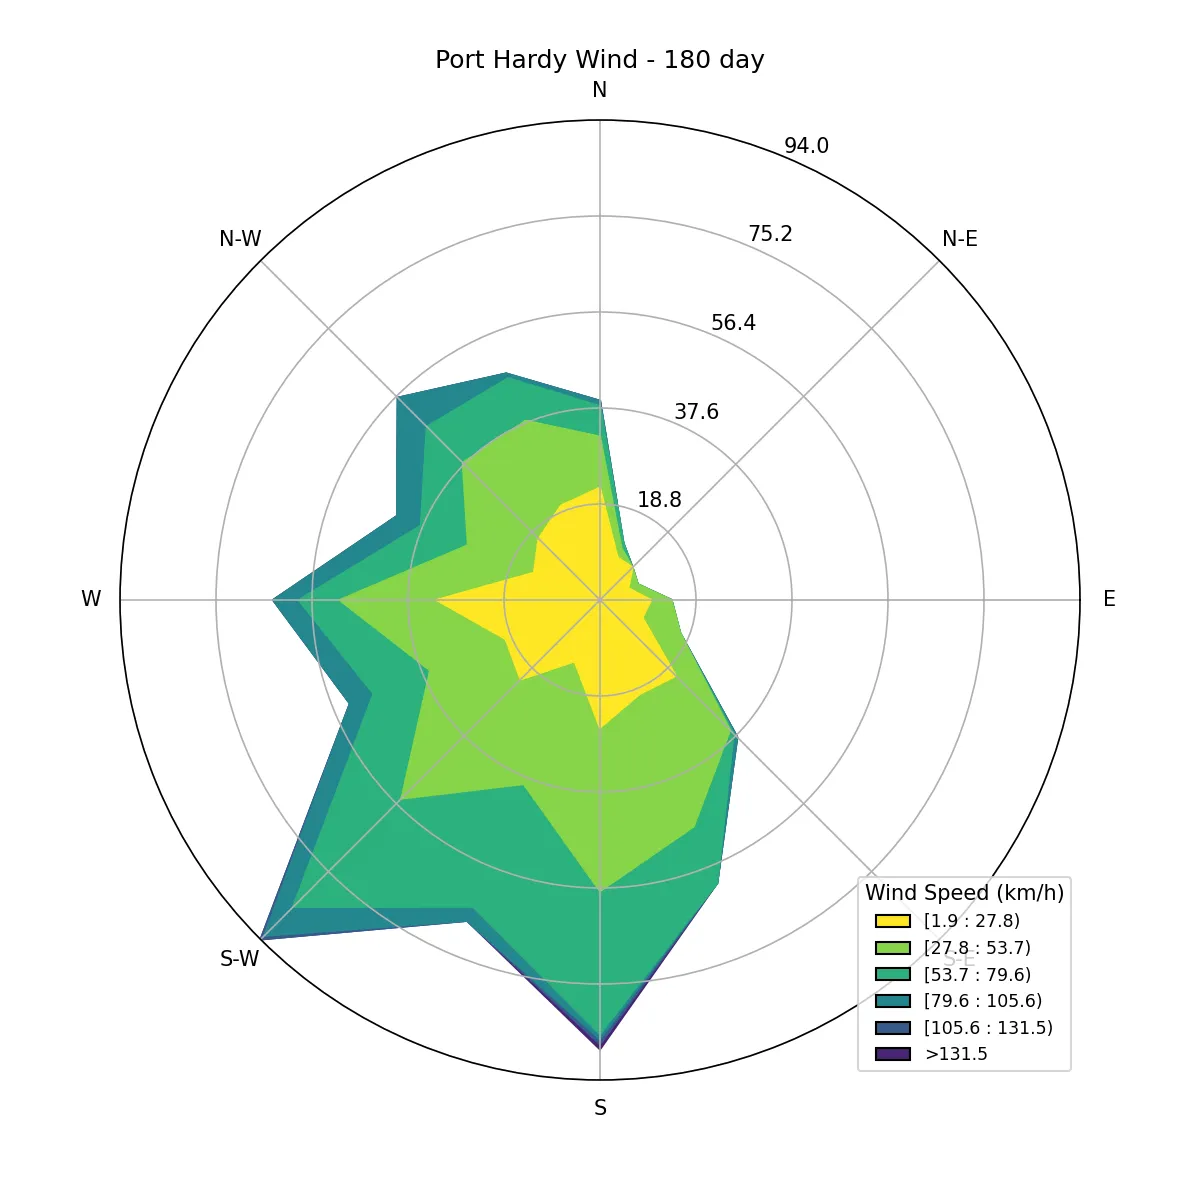 Port Hardy Wind - 180 day
N
94.0
75.2
N-W
N-E
56.4
37.6
18.8
W
E
Wind Speed (km/h)
[1.9 : 27.8)
[27.8 : 53.7)
S-W
S-E
[53.7 : 79.6)
[79.6 : 105.6)
[105.6 : 131.5)
>131.5
S